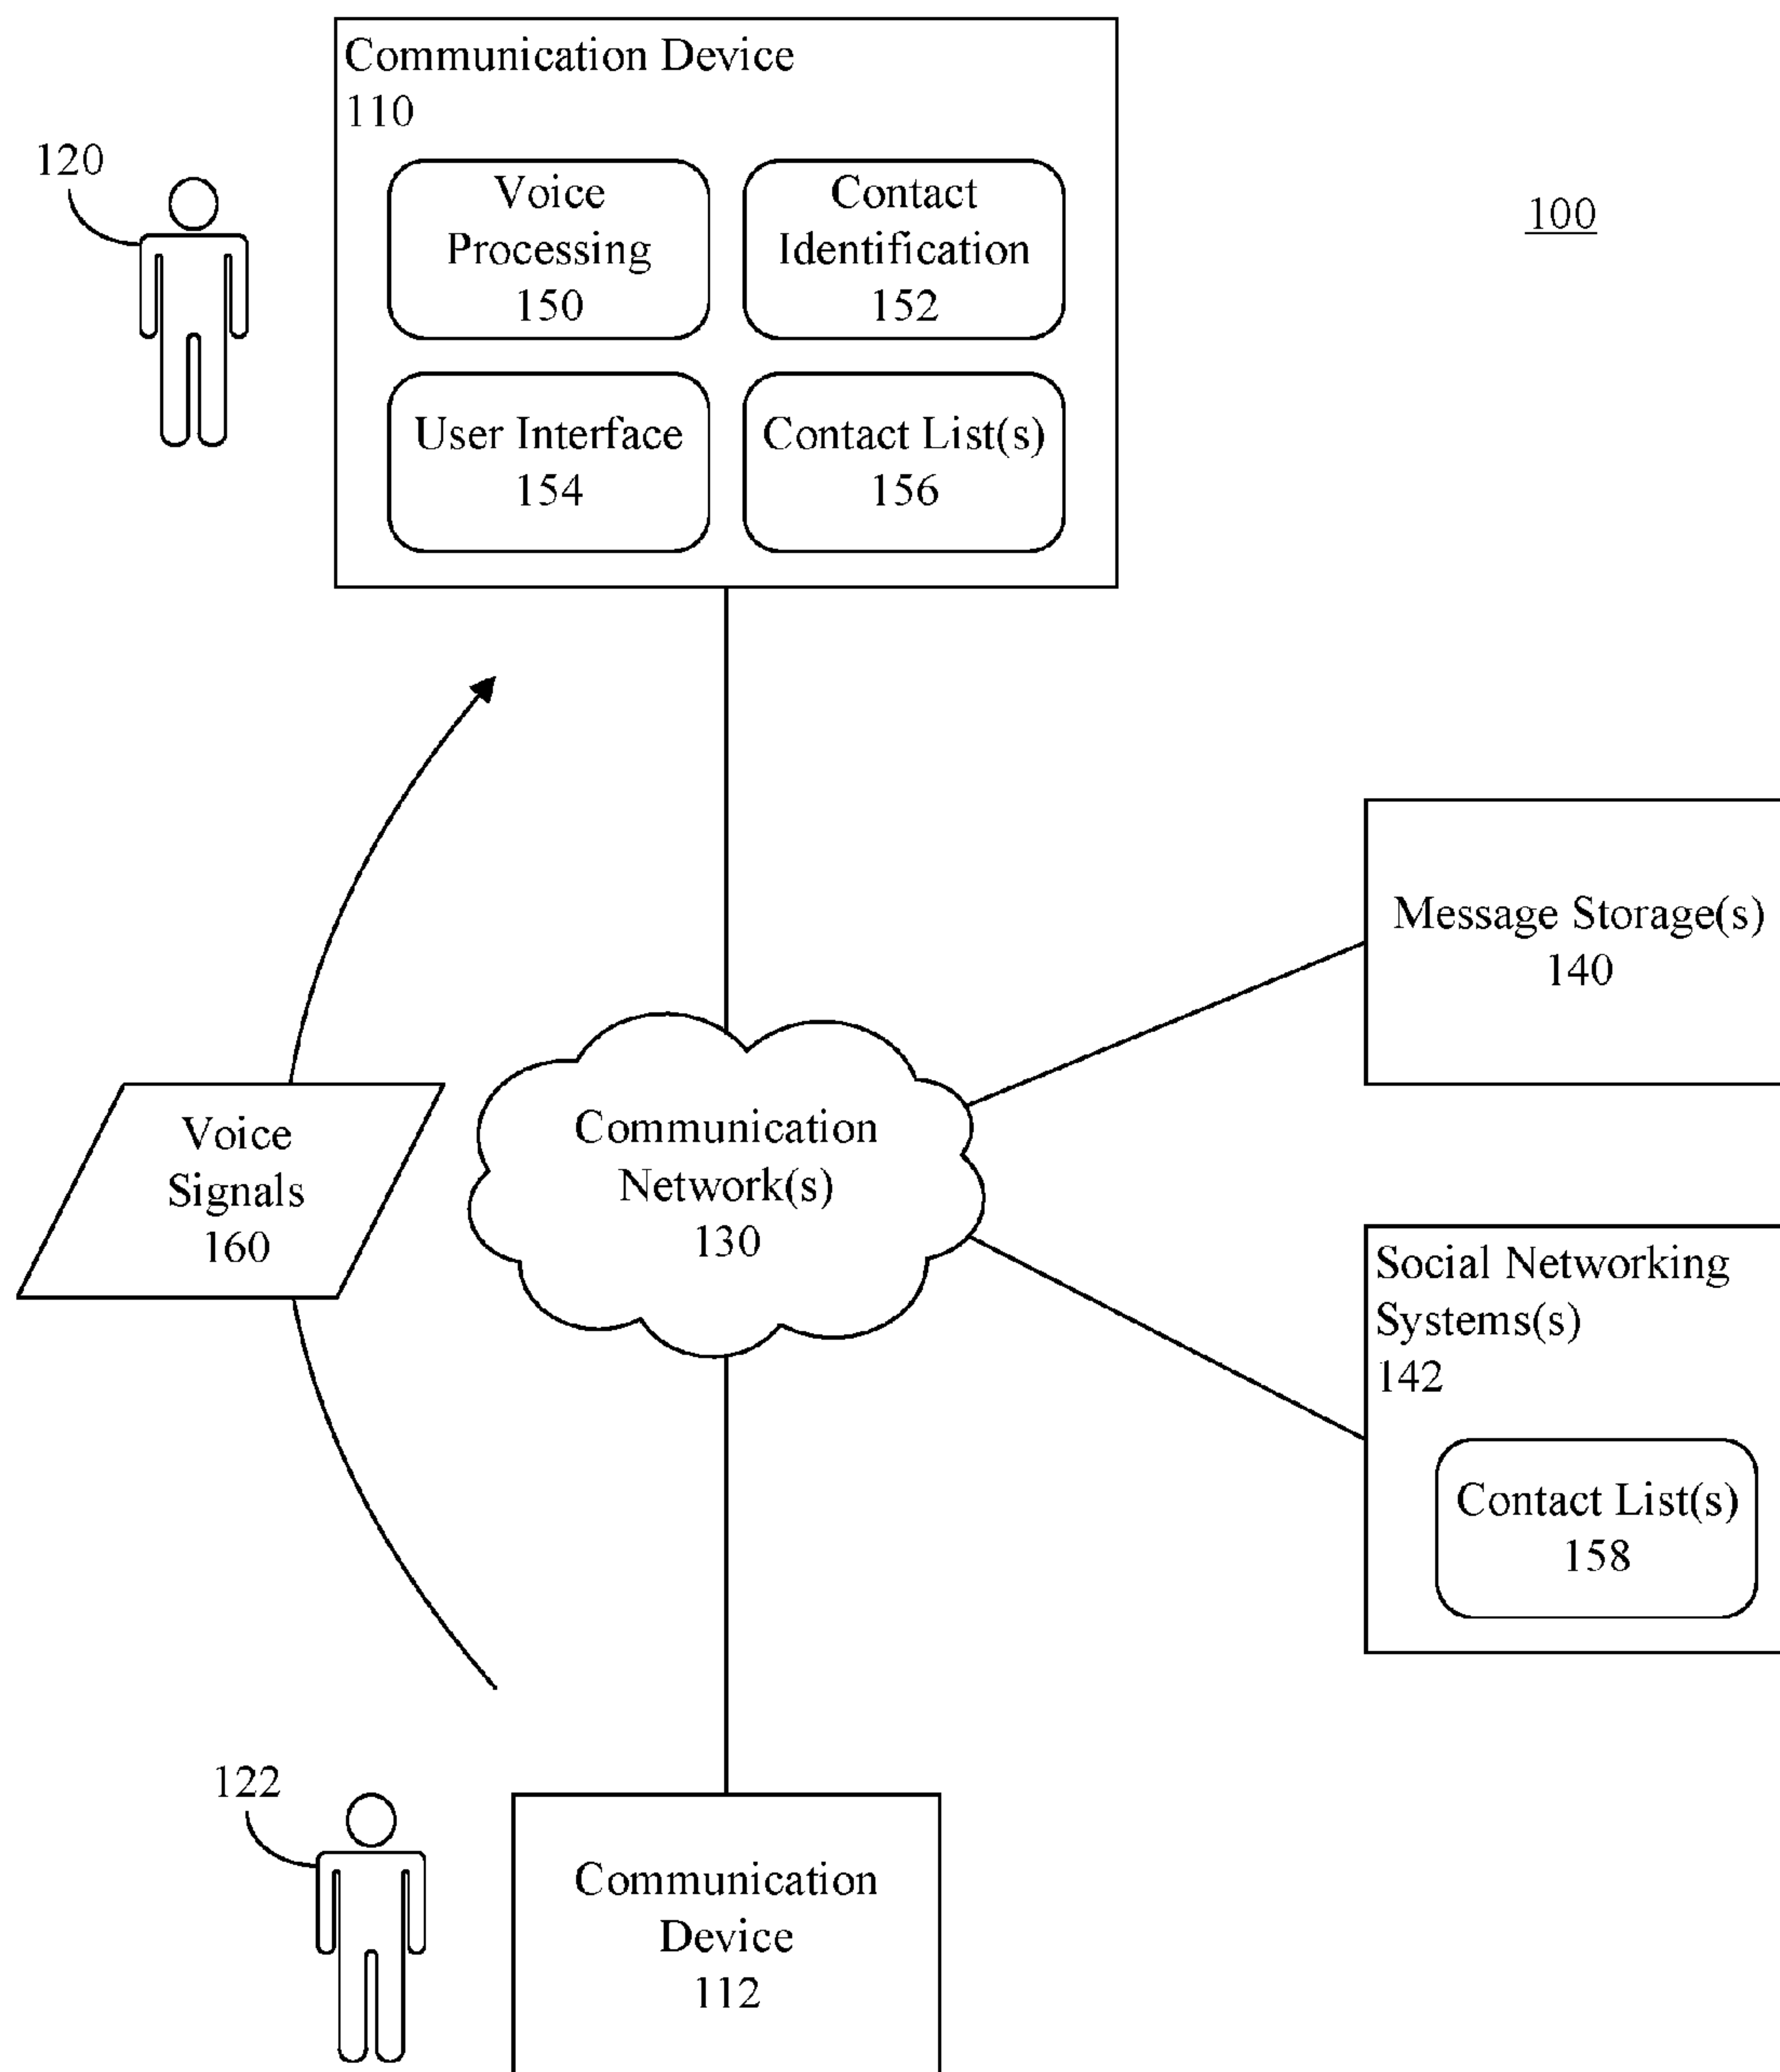 Communication Device
110
120
Voice
Processing
150
Contact
Identification
152
100
User Interface
154
Contact List(s)
156
Message Storage(s)
140
Voice
Signals
160
Communication
Network(s)
130
Social Networking
Systems(s)
142
Contact List(s)
158
122
Communication
Device
112